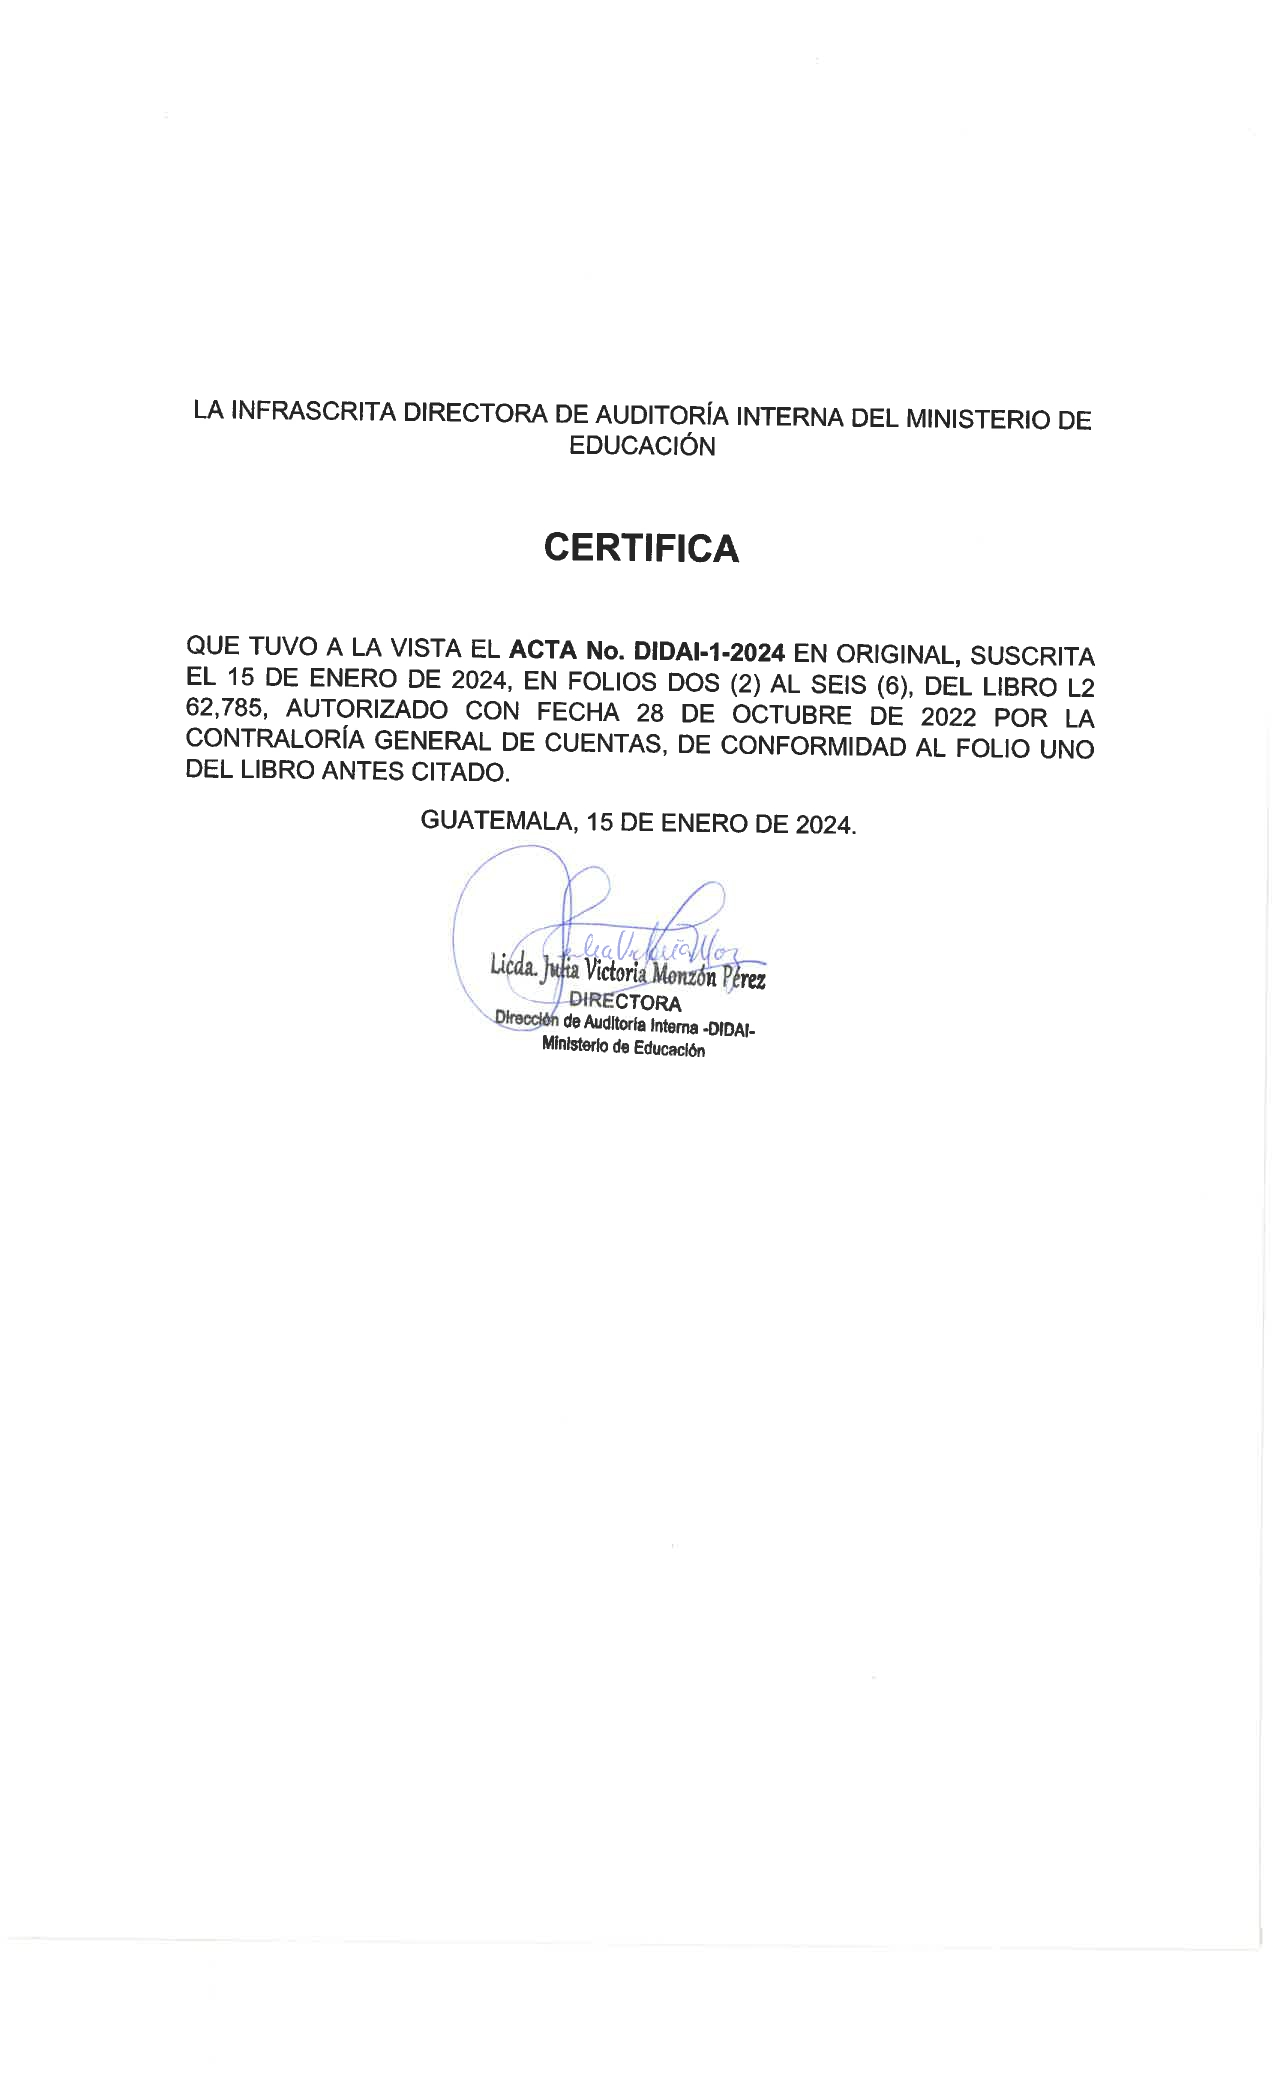 LA INFRASCRITA DIRECTORA DE AUDITORÍA INTERNA DEL MINISTERIO DE
EDUCACIÓN
CERTIFICA
QUE TUVO A LA VISTA EL ACTA No. DIDAI-1-2024 EN ORIGINAL, SUSCRITA
EL 15 DE ENERO DE 2024, EN FOLIOS DOS (2) AL SEIS (6), DEL LIBRO L2
62,785, AUTORIZADO CON FECHA 28 DE OCTUBRE DE 2022 POR LA
CONTRALORÍA GENERAL DE CUENTAS, DE CONFORMIDAD AL FOLIO UNO
DEL LIBRO ANTES CITADO.
GUATEMALA, 15 DE ENERO DE 2024.
Licda. Julia Victoria Monzón Pérez
DIRECTORA
Dirección de Auditoría Interna -DIDAI-
Ministerio de Educación